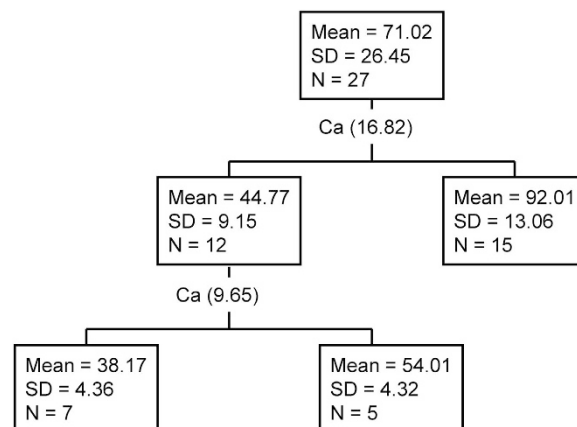 Mean = 71.02
SD = 26.45
N = 27
Ca (16.82)
Mean = 44.77
SD = 9.15
N = 12
Mean = 92.01
SD = 13.06
N = 15
Ca (9.65)
Mean = 38.17
SD = 4.36
N = 7
Mean = 54.01
SD = 4.32
N = 5